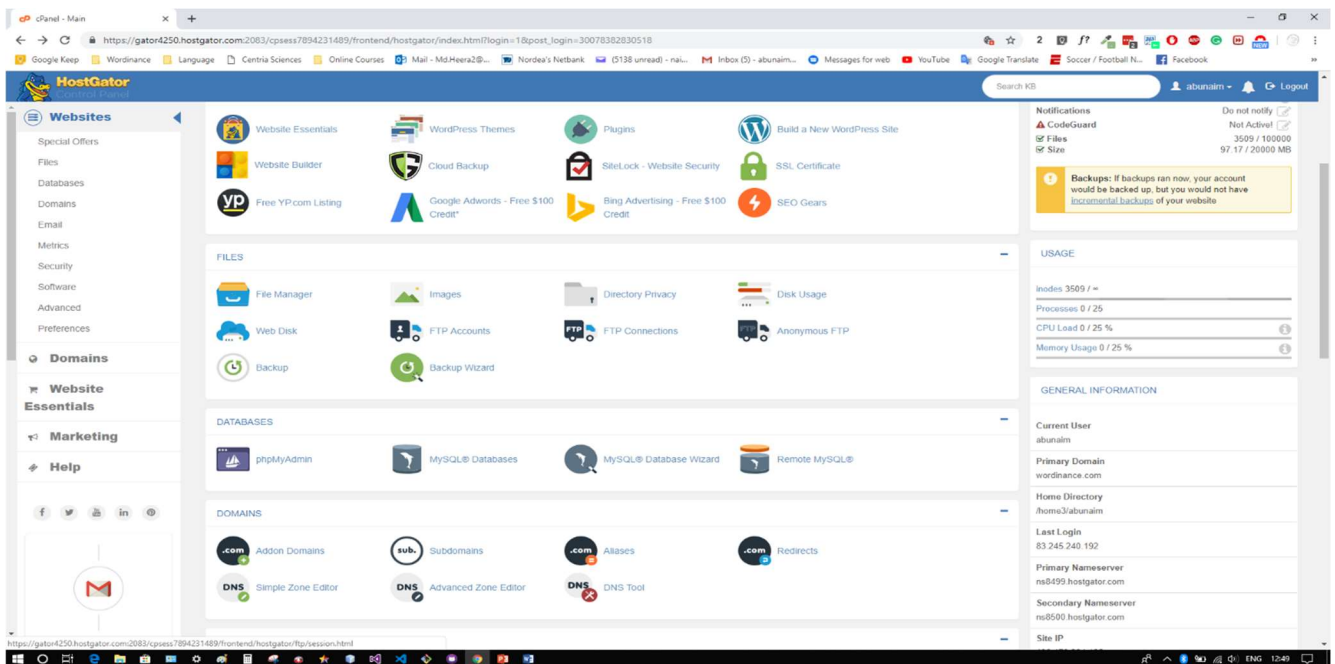 cPanel - Main
https://gator4250.hostgator.com:2083/cpsess7894231489/frontend/hostgator/index.html?login=1&post_login=30078382830518
Google Keep Wordinance Language Centria Sciences Online Courses Mail - Md.Heera2@... Nordea's Netbank (5138 unread) - nai... Inbox (5) - abunaim... Messages for web YouTube Google Translate Soccer / Football N... Facebook
HostGator
Control Panel
Search KB
abunaim
Logout
Websites
Special Offers
Files
Databases
Domains
Email
Metrics
Security
Software
Advanced
Preferences
Domains
Website
Essentials
Marketing
Help
Website Essentials WordPress Themes Plugins Build a New WordPress Site
Website Builder Cloud Backup SiteLock - Website Security SSL Certificate
Free YP.com Listing Google Adwords - Free $100 Bing Advertising - Free $100 SEO Gears
Credit* Credit
FILES
File Manager Images Directory Privacy Disk Usage
Web Disk FTP Accounts FTP Connections Anonymous FTP
Backup Backup Wizard
DATABASES
phpMyAdmin MySQL® Databases MySQL® Database Wizard Remote MySQL®
DOMAINS
Addon Domains Subdomains Aliases Redirects
Simple Zone Editor Advanced Zone Editor DNS Tool
Notifications Do not notify
CodeGuard Not Active!
Files 3509 / 100000
Size 97.17 / 20000 MB
Backups: If backups ran now, your account
would be backed up, but you would not have
incremental backups of your website
USAGE
Inodes 3509 / ∞
Processes 0 / 25
CPU Load 0 / 25 %
Memory Usage 0 / 25 %
GENERAL INFORMATION
Current User
abunaim
Primary Domain
wordinance.com
Home Directory
/home3/abunaim
Last Login
83.245.240.192
Primary Nameserver
ns8499.hostgator.com
Secondary Nameserver
ns8500.hostgator.com
Site IP
https://gator4250.hostgator.com:2083/cpsess7894231489/frontend/hostgator/ftp/session.html
ENG 12:49